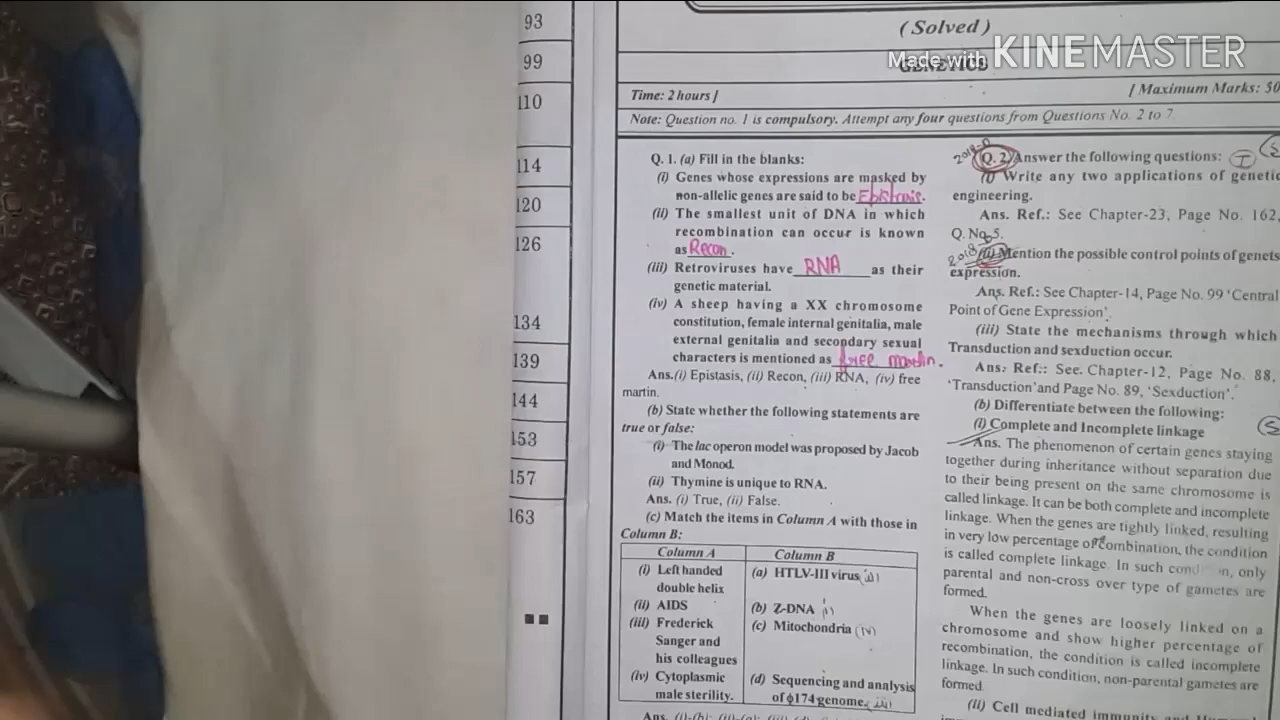 93
99
110
114
120
126
134
139
144
153
157
163
(Solved)
Made with KINEMASTER
GENETICS
Time: 2 hours]
[Maximum Marks: 50
Note: Question no. 1 is compulsory. Attempt any four questions from Questions No. 2 to 7
Q. 1. (a) Fill in the blanks:
(i) Genes whose expressions are masked by
non-allelic genes are said to be Epistasis.
(ii) The smallest unit of DNA in which
recombination can occur is known
as Recon.
(iii) Retroviruses have RNA as their
genetic material.
(iv) A sheep having a XX chromosome
constitution, female internal genitalia, male
external genitalia and secondary sexual
characters is mentioned as free martin.
Ans.(i) Epistasis, (ii) Recon, (iii) RNA, (iv) free
martin.
(b) State whether the following statements are
true or false:
(i) The lac operon model was proposed by Jacob
and Monod.
(ii) Thymine is unique to RNA.
Ans. (i) True, (ii) False.
(c) Match the items in Column A with those in
Column B:
Column A Column B
(i) Left handed
double helix
(a) HTLV-III virus (ii)
(ii) AIDS (b) Z-DNA (i)
(iii) Frederick
Sanger and
his colleagues
(c) Mitochondria (iv)
(iv) Cytoplasmic
male sterility.
(d) Sequencing and analysis
of ϕ174 genome. (iii)
Q. 2. Answer the following questions: I
(i) Write any two applications of genetic
engineering.
Ans. Ref.: See Chapter-23, Page No. 162,
Q. No. 5.
2018
(ii) Mention the possible control points of genets
expression.
Ans. Ref.: See Chapter-14, Page No. 99 'Central
Point of Gene Expression'.
(iii) State the mechanisms through which
Transduction and sexduction occur.
Ans: Ref:: See. Chapter-12, Page No. 88,
'Transduction' and Page No. 89, 'Sexduction'.
(b) Differentiate between the following:
(i) Complete and Incomplete linkage
Ans. The phenomenon of certain genes staying
together during inheritance without separation due
to their being present on the same chromosome is
called linkage. It can be both complete and incomplete
linkage. When the genes are tightly linked, resulting
in very low percentage of recombination, the condition
is called complete linkage. In such condition, only
parental and non-cross over type of gametes are
formed.
When the genes are loosely linked on a
chromosome and show higher percentage of
recombination, the condition is called incomplete
linkage. In such condition, non-parental gametes are
formed.
(ii) Cell mediated immunity and